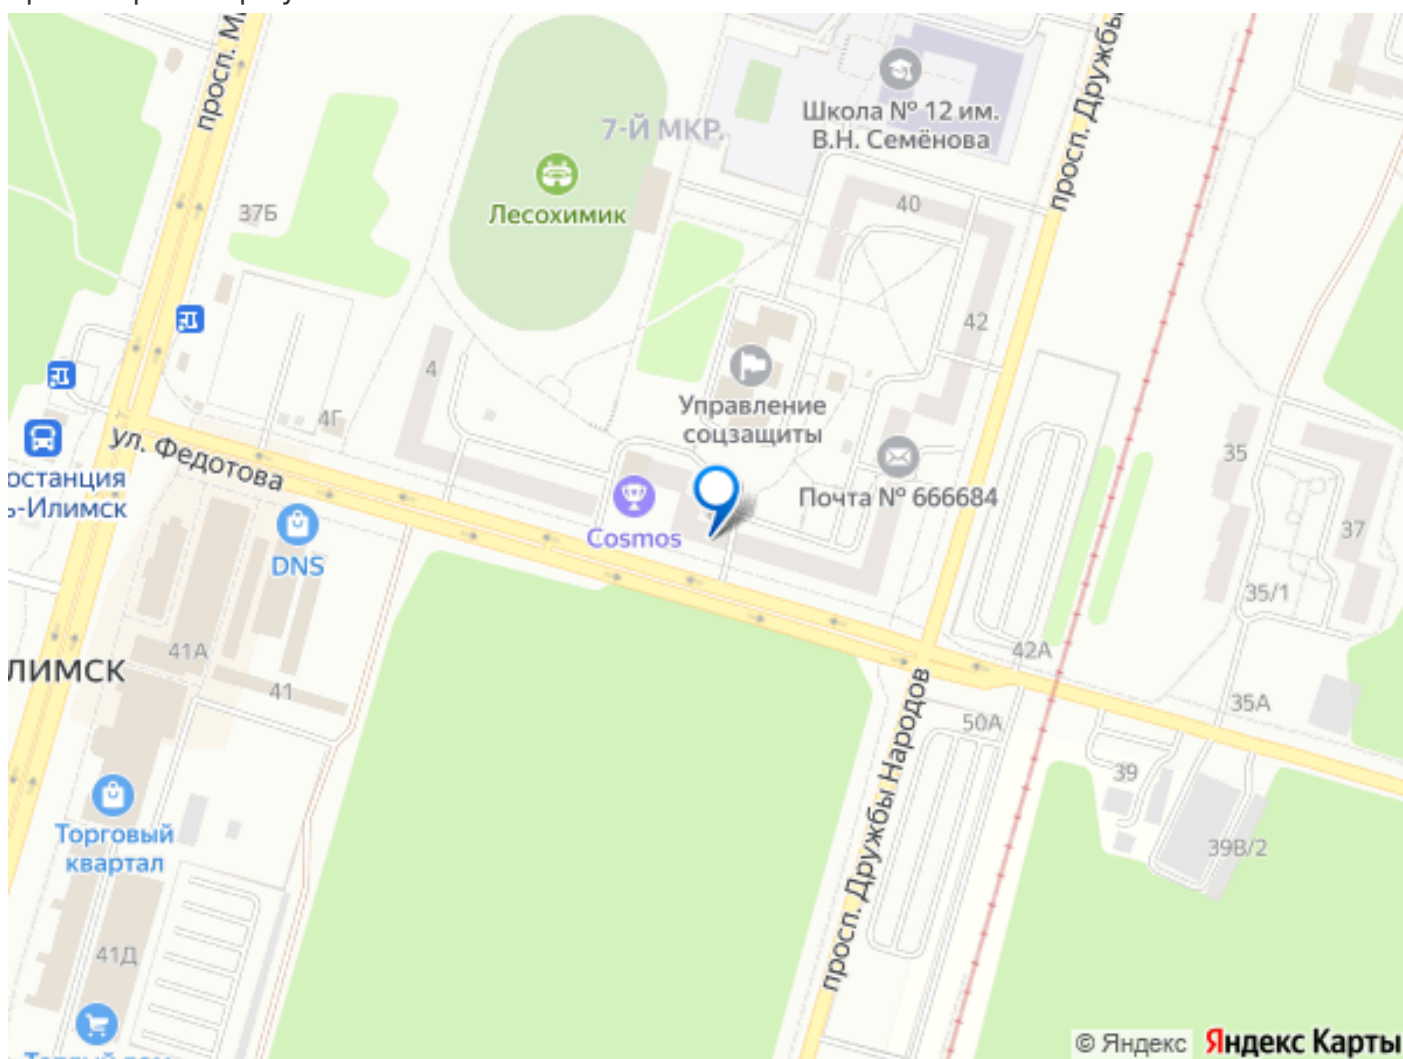 просп.
просп. Дружбы
Школа № 12 им.
В.Н. Семёнова
7-Й МКР.
Лесохимик
37Б
40
42
4
4Г
Управление
соцзащиты
ул. Федотова
останция
ь-Илимск
DNS
Cosmos
Почта № 666684
35
37
35/1
41А
ЛИМСК
41
42А
35А
50А
39
просп. Дружбы Народов
Торговый
квартал
39В/2
41Д
© Яндекс Яндекс Карты